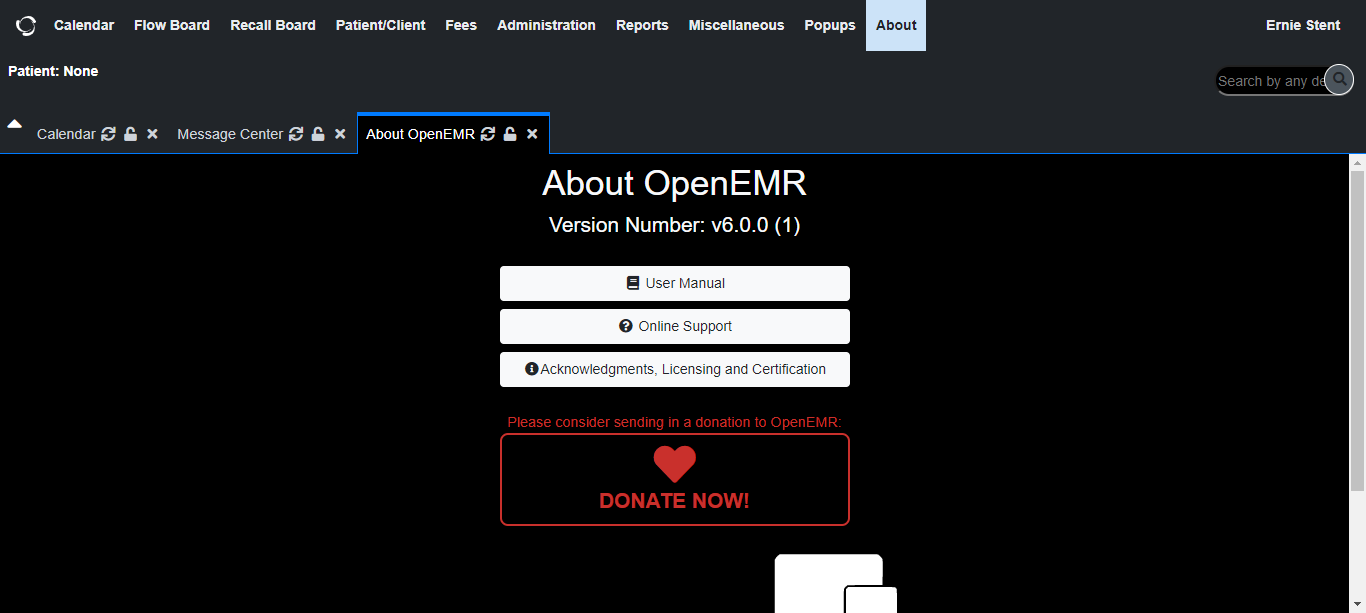 Calendar Flow Board Recall Board Patient/Client Fees Administration Reports Miscellaneous Popups About Ernie Stent
Patient: None
Search by any de
Calendar Message Center About OpenEMR
About OpenEMR
Version Number: v6.0.0 (1)
User Manual
Online Support
Acknowledgments, Licensing and Certification
Please consider sending in a donation to OpenEMR:
DONATE NOW!